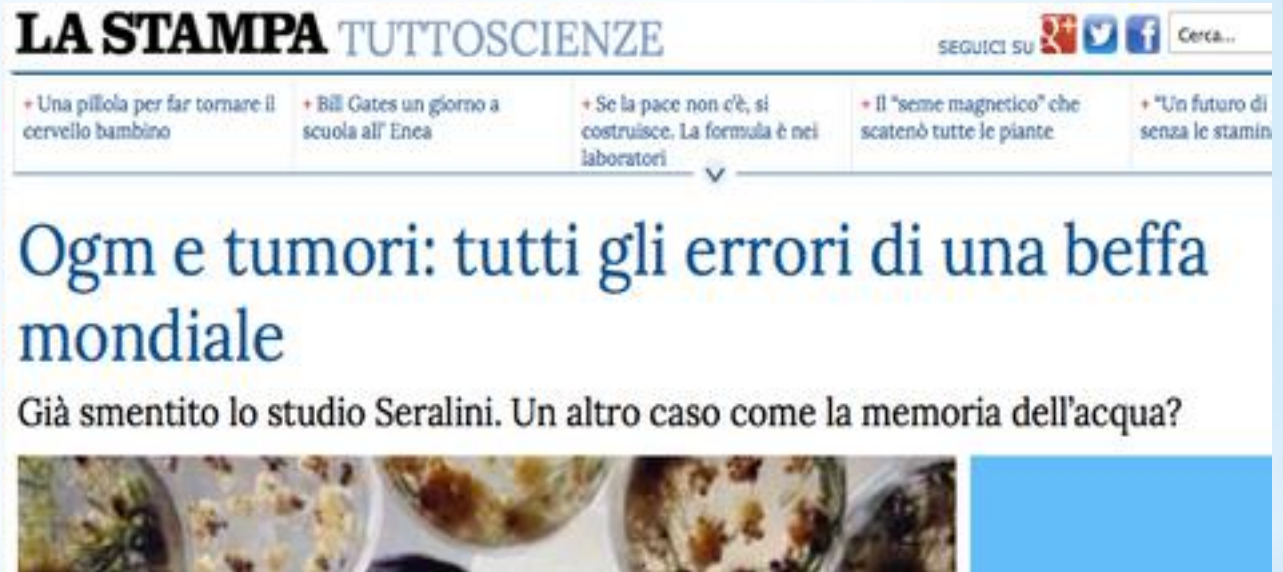 LA STAMPA TUTTOSCIENZE
SEGUICI SU
Cerca...
+ Una pillola per far tornare il
cervello bambino
+ Bill Gates un giorno a
scuola all' Enea
+ Se la pace non c'è, si
costruisce. La formula è nei
laboratori
+ Il "seme magnetico" che
scatenò tutte le piante
+ "Un futuro di
senza le
Ogm e tumori: tutti gli errori di una beffa
mondiale
Già smentito lo studio Seralini. Un altro caso come la memoria dell'acqua?